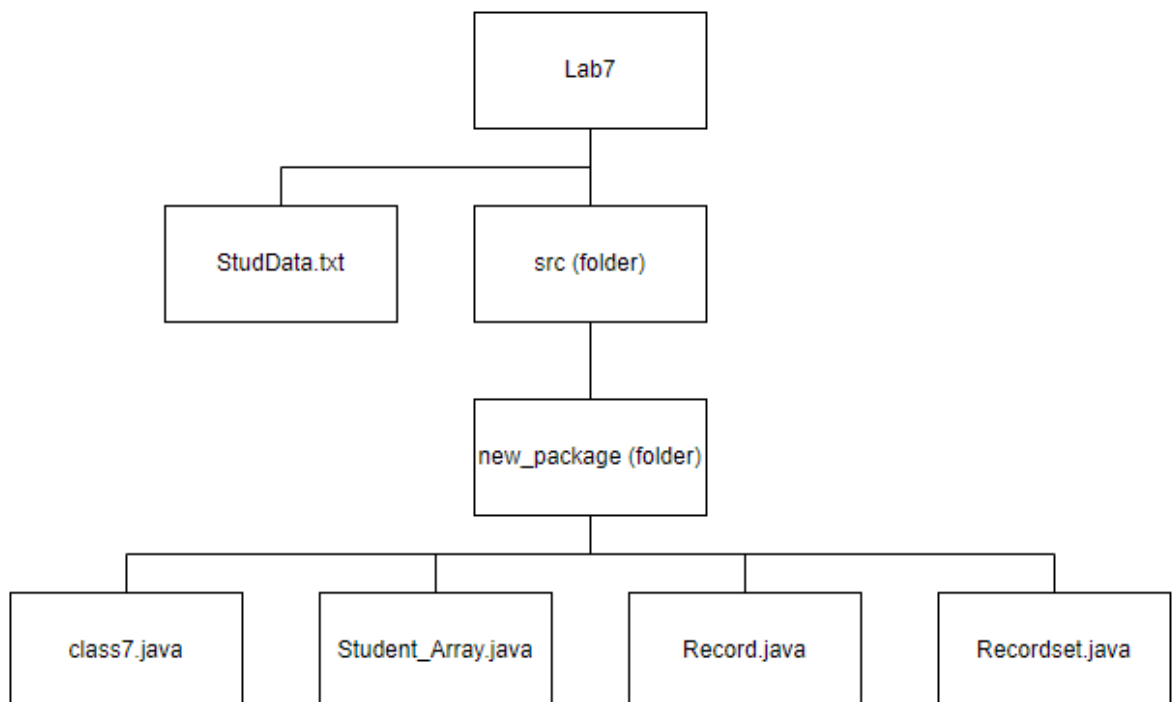 Lab7
StudData.txt
src (folder)
new_package (folder)
class7.java
Student_Array.java
Record.java
Recordset.java